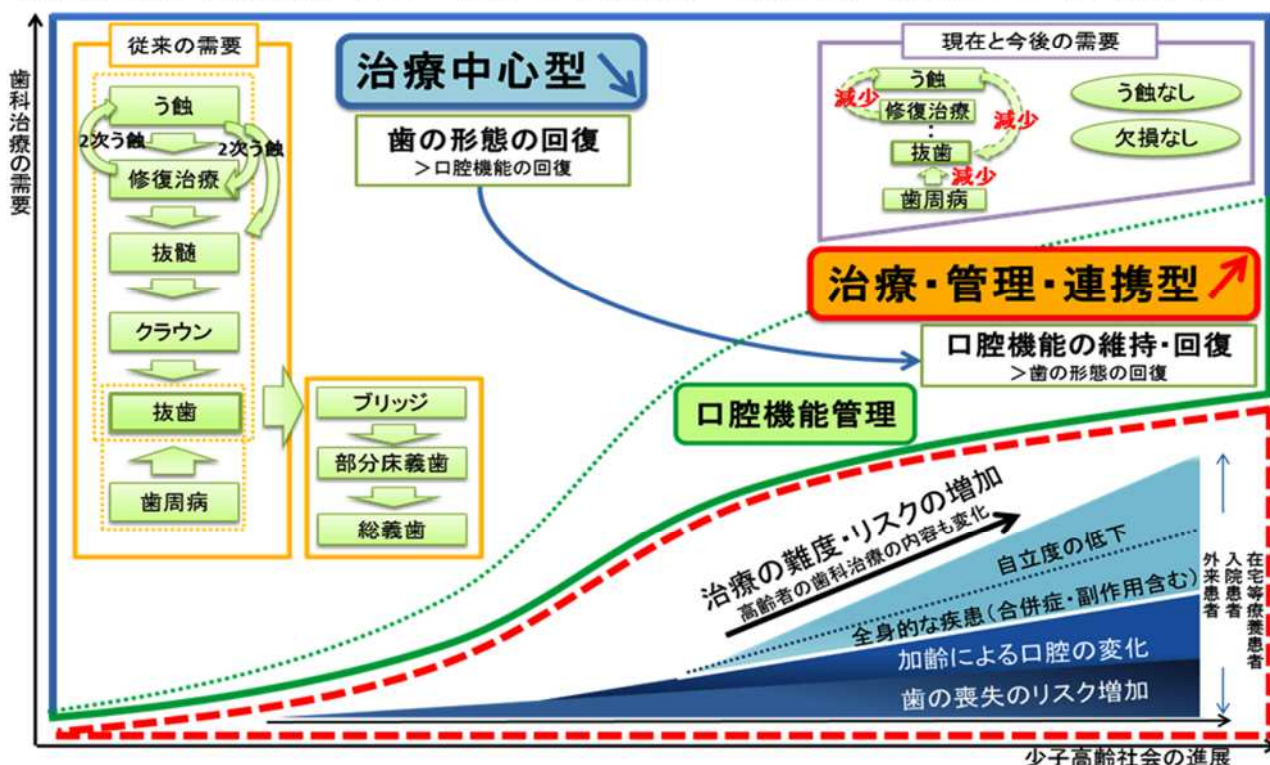 歯科治療の需要
従来の需要
う蝕
2次う蝕
2次う蝕
修復治療
抜髄
クラウン
抜歯
歯周病
ブリッジ
部分床義歯
総義歯
治療中心型
歯の形態の回復
>口腔機能の回復
現在と今後の需要
う蝕
減少
修復治療
減少
抜歯
減少
歯周病
う蝕なし
欠損なし
治療・管理・連携型
口腔機能の維持・回復
>歯の形態の回復
口腔機能管理
治療の難度・リスクの増加
高齢者の歯科治療の内容も変化
自立度の低下
全身的な疾患(合併症・副作用含む)
加齢による口腔の変化
歯の喪失のリスク増加
在宅等療養患者
入院患者
外来患者
少子高齢社会の進展